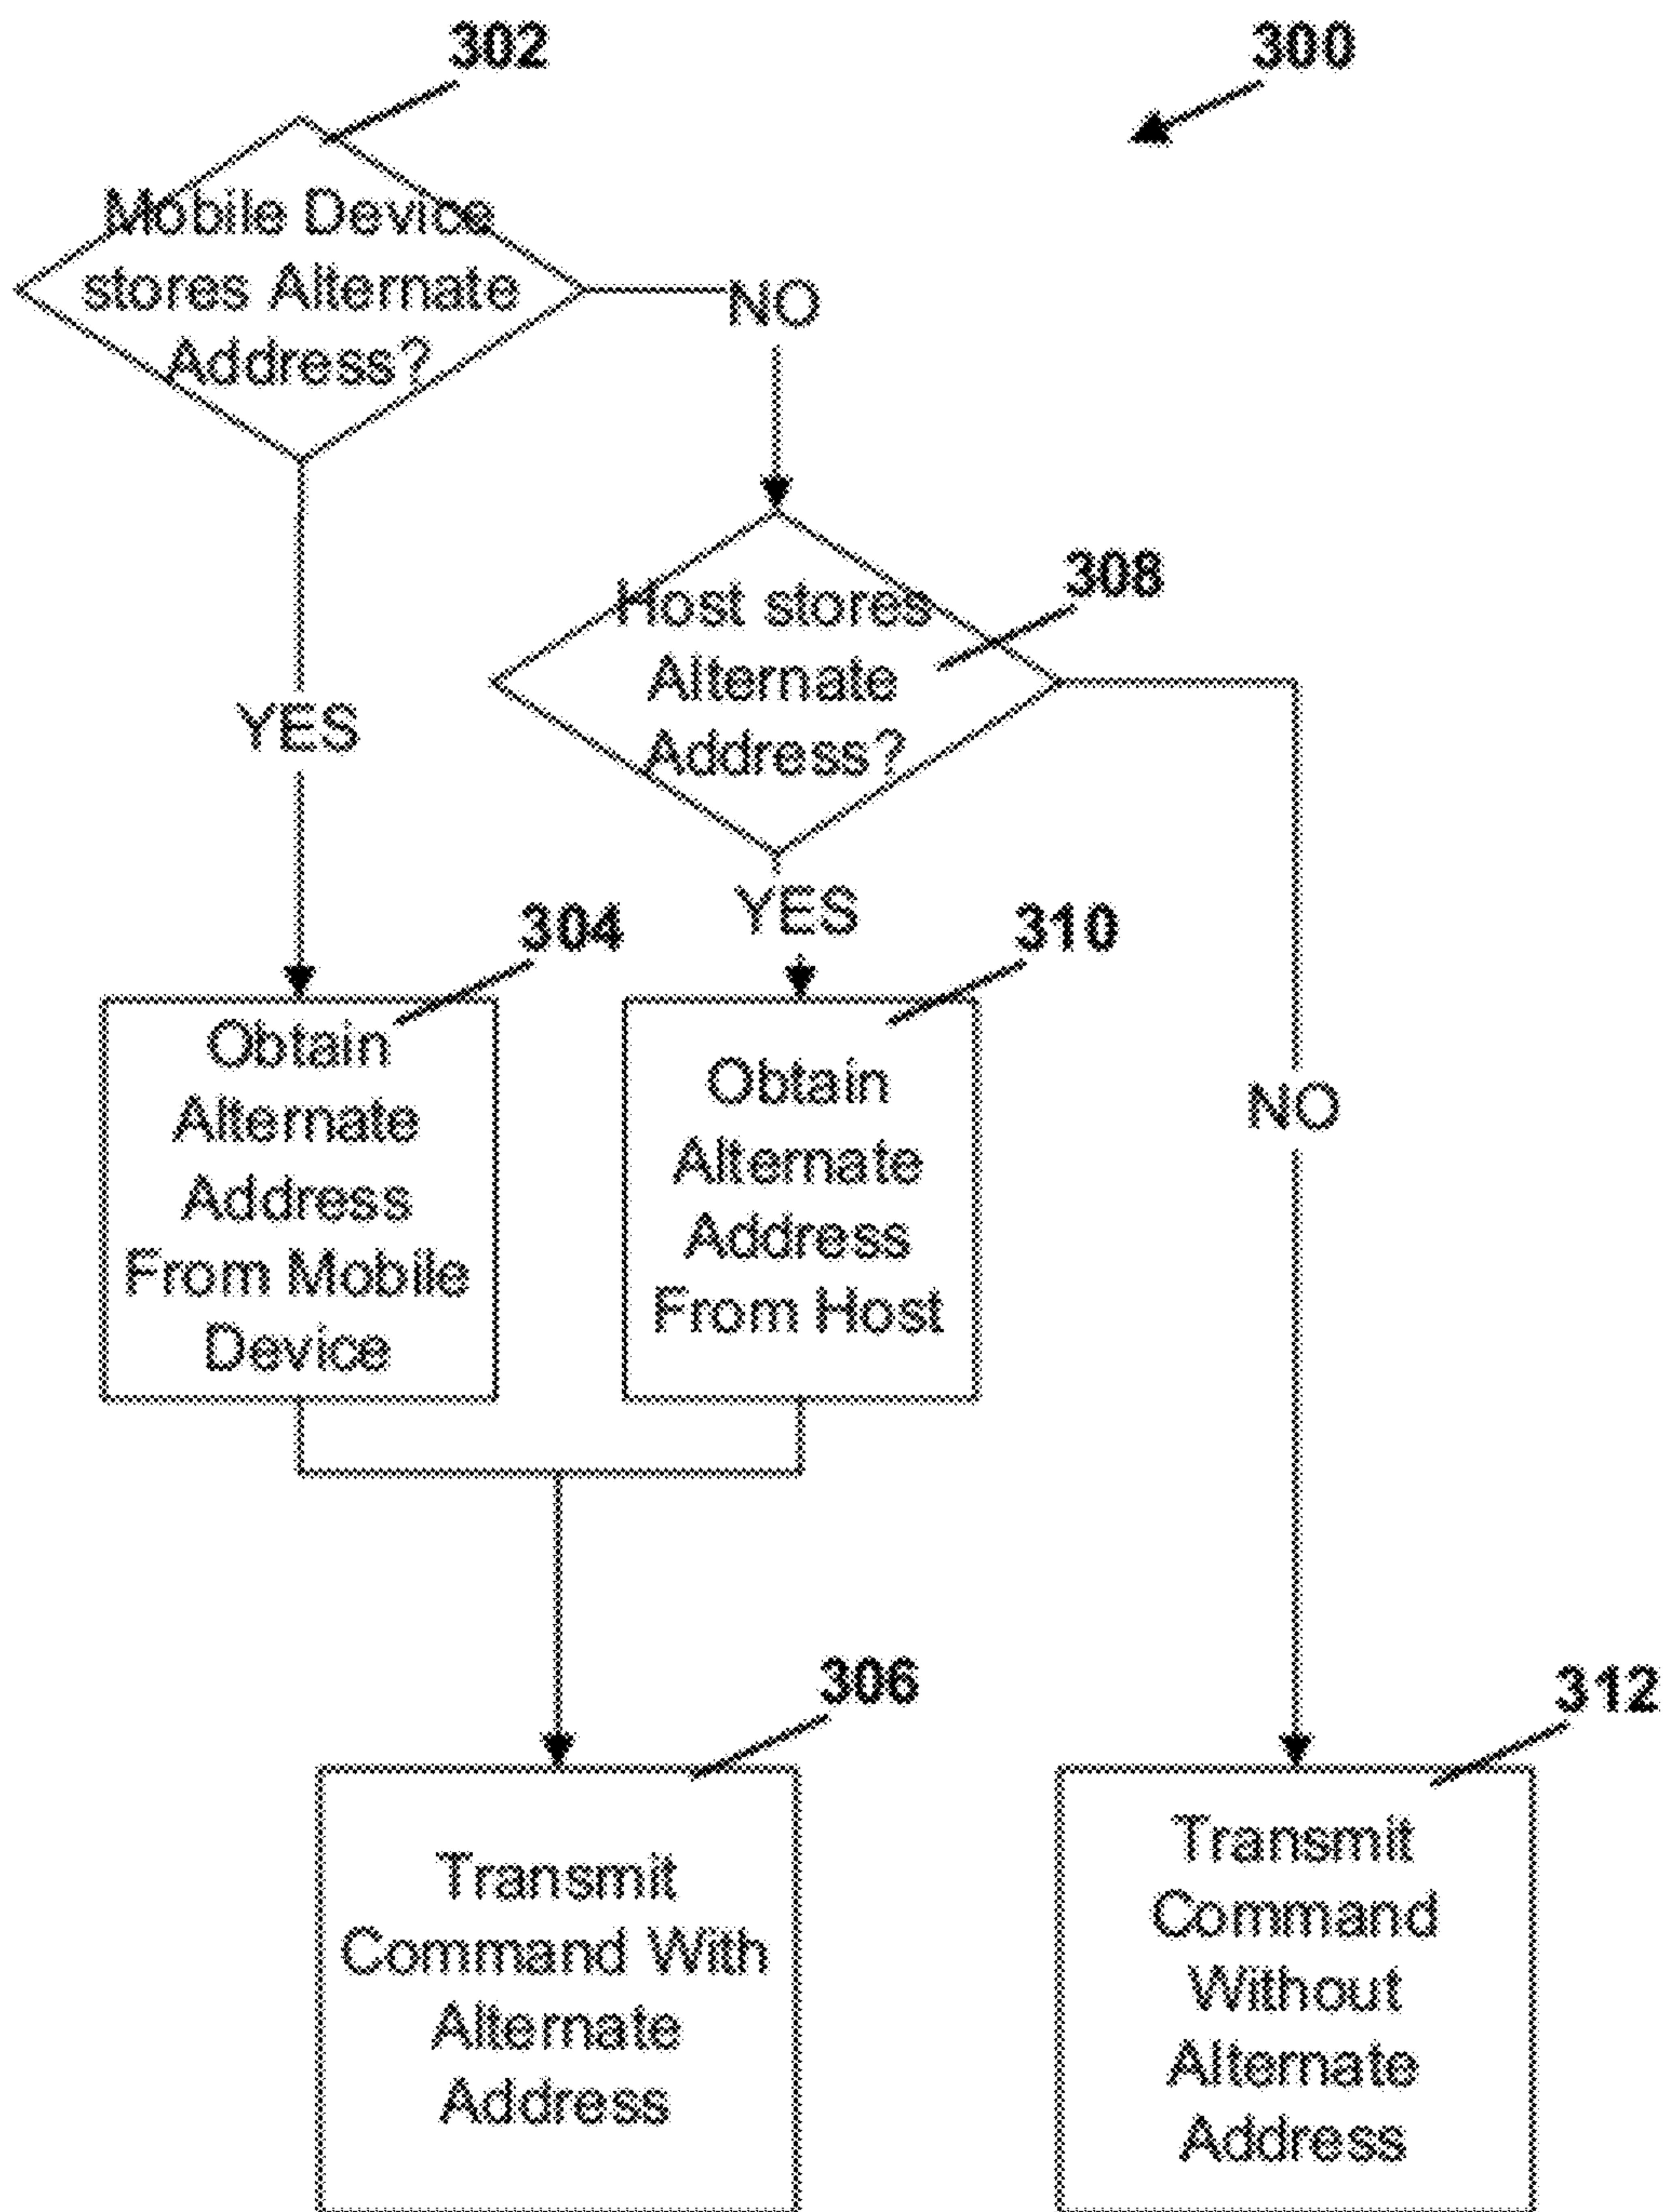 302
300
Mobile Device
stores Alternate
Address?
NO
308
Host stores
Alternate
Address?
YES
YES
304
310
Obtain
Alternate
Address
From Mobile
Device
Obtain
Alternate
Address
From Host
NO
306
312
Transmit
Command With
Alternate
Address
Transmit
Command
Without
Alternate
Address